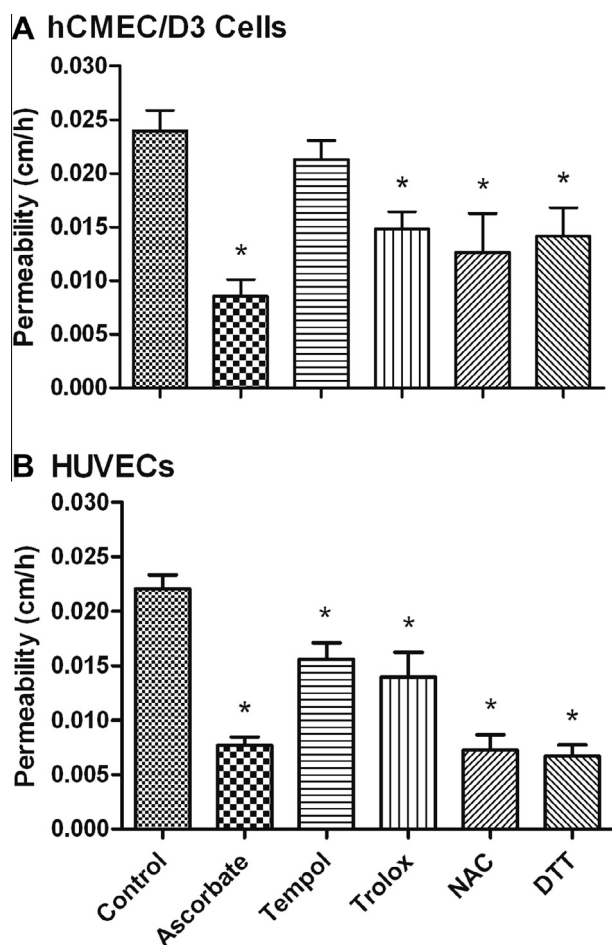 A hCMEC/D3 Cells
Permeability (cm/h)
0.030
0.025
0.020
0.015
0.010
0.005
0.000
*
*
*
*
B HUVECs
Permeability (cm/h)
0.030
0.025
0.020
0.015
0.010
0.005
0.000
*
*
*
*
*
Control
Ascorbate
Tempol
Trolox
NAC
DTT